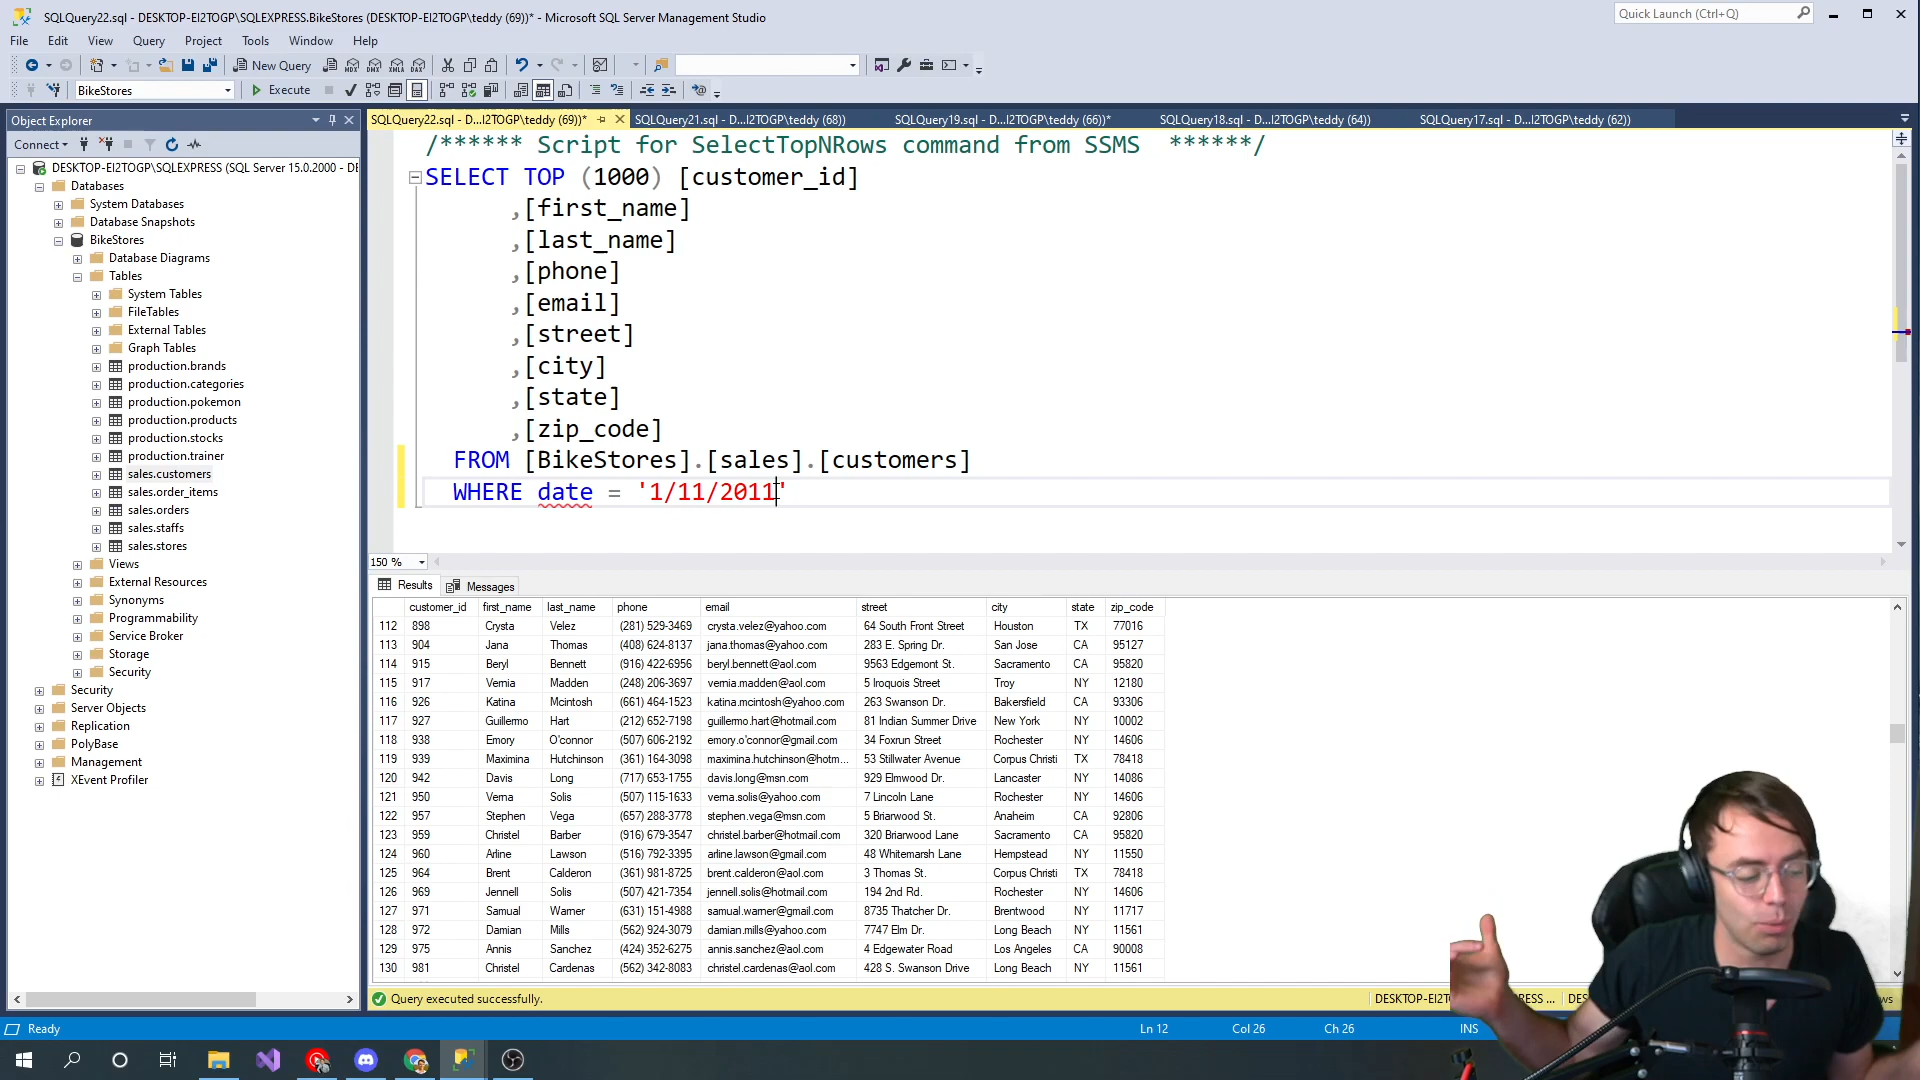 SQLQuery22.sql - DESKTOP-EI2TOGP\SQLEXPRESS.BikeStores (DESKTOP-EI2TOGP\teddy (69))* - Microsoft SQL Server Management Studio
Quick Launch (Ctrl+Q)
File Edit View Query Project Tools Window Help
New Query
MDX DMX XMLA DAX
BikeStores
Execute
Object Explorer
Connect
DESKTOP-EI2TOGP\SQLEXPRESS (SQL Server 15.0.2000 - DE
Databases
System Databases
Database Snapshots
BikeStores
Database Diagrams
Tables
System Tables
FileTables
External Tables
Graph Tables
production.brands
production.categories
production.pokemon
production.products
production.stocks
production.trainer
sales.customers
sales.order_items
sales.orders
sales.staffs
sales.stores
Views
External Resources
Synonyms
Programmability
Service Broker
Storage
Security
Security
Server Objects
Replication
PolyBase
Management
XEvent Profiler
SQLQuery22.sql - D...I2TOGP\teddy (69))* SQLQuery21.sql - D...I2TOGP\teddy (68)) SQLQuery19.sql - D...I2TOGP\teddy (66))* SQLQuery18.sql - D...I2TOGP\teddy (64)) SQLQuery17.sql - D...I2TOGP\teddy (62))
/****** Script for SelectTopNRows command from SSMS ******/
SELECT TOP (1000) [customer_id]
,[first_name]
,[last_name]
,[phone]
,[email]
,[street]
,[city]
,[state]
,[zip_code]
FROM [BikeStores].[sales].[customers]
WHERE date = '1/11/2011'
150 %
Results Messages
customer_id first_name last_name phone email street city state zip_code
112 898 Crysta Velez (281) 529-3469 crysta.velez@yahoo.com 64 South Front Street Houston TX 77016
113 904 Jana Thomas (408) 624-8137 jana.thomas@yahoo.com 283 E. Spring Dr. San Jose CA 95127
114 915 Beryl Bennett (916) 422-6956 beryl.bennett@aol.com 9563 Edgemont St. Sacramento CA 95820
115 917 Vernia Madden (248) 206-3697 vernia.madden@aol.com 5 Iroquois Street Troy NY 12180
116 926 Katina Mcintosh (661) 464-1523 katina.mcintosh@yahoo.com 263 Swanson Dr. Bakersfield CA 93306
117 927 Guillermo Hart (212) 652-7198 guillermo.hart@hotmail.com 81 Indian Summer Drive New York NY 10002
118 938 Emory O'connor (507) 606-2192 emory.o'connor@gmail.com 34 Foxrun Street Rochester NY 14606
119 939 Maximina Hutchinson (361) 164-3098 maximina.hutchinson@hotm... 53 Stillwater Avenue Corpus Christi TX 78418
120 942 Davis Long (717) 653-1755 davis.long@msn.com 929 Elmwood Dr. Lancaster NY 14086
121 950 Verna Solis (507) 115-1633 verna.solis@yahoo.com 7 Lincoln Lane Rochester NY 14606
122 957 Stephen Vega (657) 288-3778 stephen.vega@msn.com 5 Briarwood St. Anaheim CA 92806
123 959 Christel Barber (916) 679-3547 christel.barber@hotmail.com 320 Briarwood Lane Sacramento CA 95820
124 960 Arline Lawson (516) 792-3395 arline.lawson@gmail.com 48 Whitemarsh Lane Hempstead NY 11550
125 964 Brent Calderon (361) 981-8725 brent.calderon@aol.com 3 Thomas St. Corpus Christi TX 78418
126 969 Jennell Solis (507) 421-7354 jennell.solis@hotmail.com 194 2nd Rd. Rochester NY 14606
127 971 Samual Warner (631) 151-4988 samual.warner@gmail.com 8735 Thatcher Dr. Brentwood NY 11717
128 972 Damian Mills (562) 924-3079 damian.mills@yahoo.com 7747 Elm Dr. Long Beach NY 11561
129 975 Annis Sanchez (424) 352-6275 annis.sanchez@aol.com 4 Edgewater Road Los Angeles CA 90008
130 981 Christel Cardenas (562) 342-8083 christel.cardenas@aol.com 428 S. Swanson Drive Long Beach NY 11561
Query executed successfully.
Ready
Ln 12 Col 26 Ch 26 INS